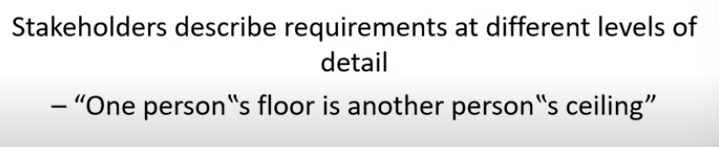 Stakeholders describe requirements at different levels of
detail
– “One person‟s floor is another person‟s ceiling”